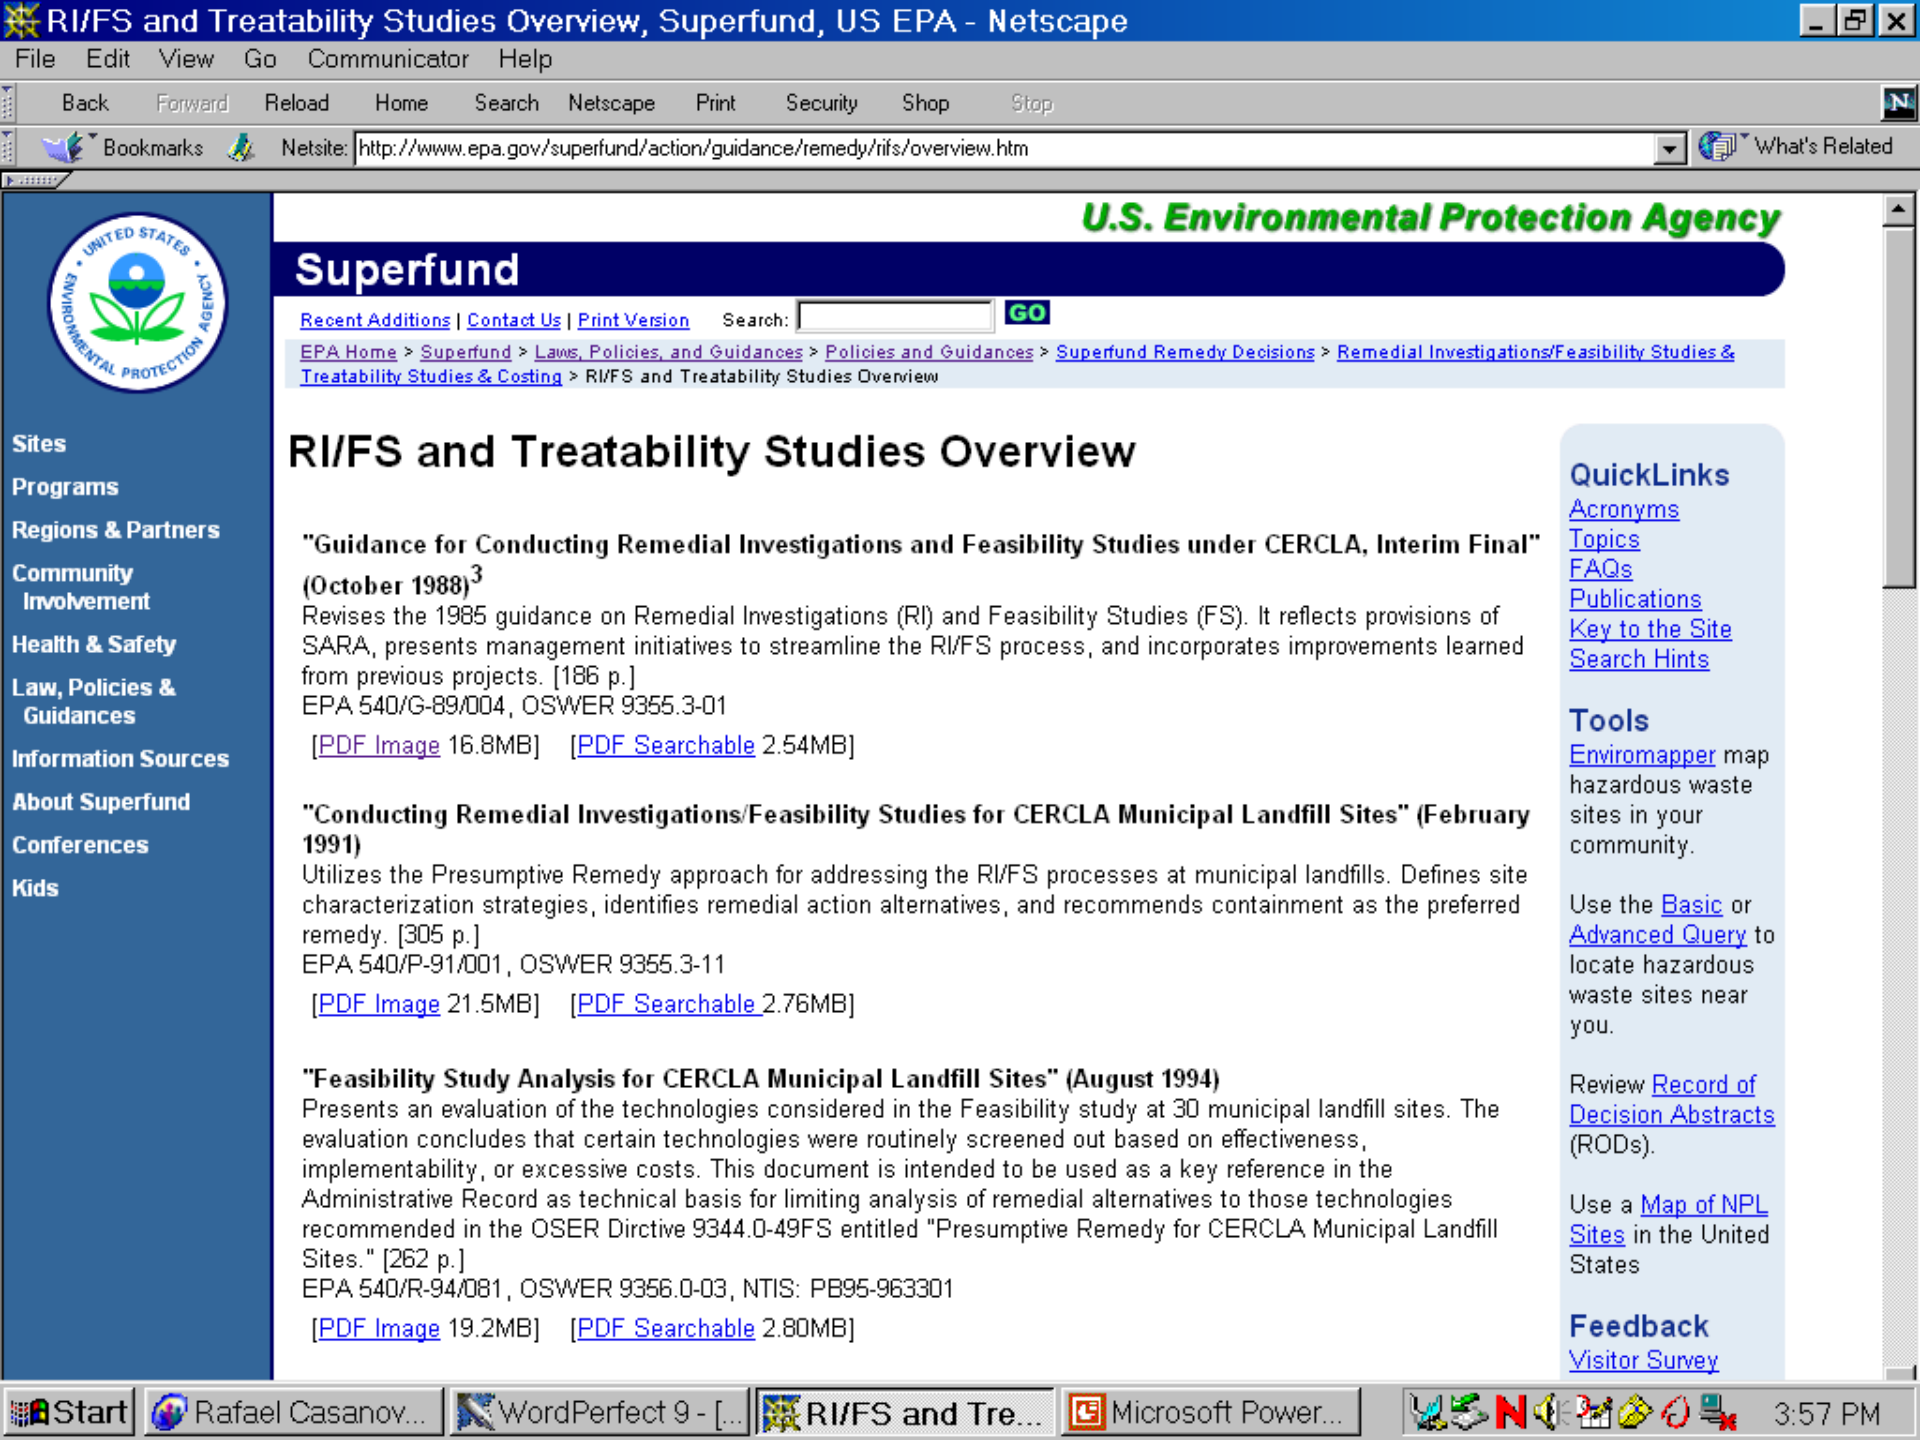 RI/FS and Treatability Studies Overview, Superfund, US EPA - Netscape
File Edit View Go Communicator Help
Back Forward Reload Home Search Netscape Print Security Shop Stop
N
Bookmarks Netsite: http://www.epa.gov/superfund/action/guidance/remedy/rifs/overview.htm What's Related
UNITED STATES ENVIRONMENTAL PROTECTION AGENCY
Sites
Programs
Regions & Partners
Community
Involvement
Health & Safety
Law, Policies &
Guidances
Information Sources
About Superfund
Conferences
Kids
U.S. Environmental Protection Agency
Superfund
Recent Additions | Contact Us | Print Version Search: GO
EPA Home > Superfund > Laws, Policies, and Guidances > Policies and Guidances > Superfund Remedy Decisions > Remedial Investigations/Feasibility Studies &
Treatability Studies & Costing > RI/FS and Treatability Studies Overview
RI/FS and Treatability Studies Overview
"Guidance for Conducting Remedial Investigations and Feasibility Studies under CERCLA, Interim Final"
(October 1988)3
Revises the 1985 guidance on Remedial Investigations (RI) and Feasibility Studies (FS). It reflects provisions of
SARA, presents management initiatives to streamline the RI/FS process, and incorporates improvements learned
from previous projects. [186 p.]
EPA 540/G-89/004, OSWER 9355.3-01
[PDF Image 16.8MB] [PDF Searchable 2.54MB]
"Conducting Remedial Investigations/Feasibility Studies for CERCLA Municipal Landfill Sites" (February
1991)
Utilizes the Presumptive Remedy approach for addressing the RI/FS processes at municipal landfills. Defines site
characterization strategies, identifies remedial action alternatives, and recommends containment as the preferred
remedy. [305 p.]
EPA 540/P-91/001, OSWER 9355.3-11
[PDF Image 21.5MB] [PDF Searchable 2.76MB]
"Feasibility Study Analysis for CERCLA Municipal Landfill Sites" (August 1994)
Presents an evaluation of the technologies considered in the Feasibility study at 30 municipal landfill sites. The
evaluation concludes that certain technologies were routinely screened out based on effectiveness,
implementability, or excessive costs. This document is intended to be used as a key reference in the
Administrative Record as technical basis for limiting analysis of remedial alternatives to those technologies
recommended in the OSER Dirctive 9344.0-49FS entitled "Presumptive Remedy for CERCLA Municipal Landfill
Sites." [262 p.]
EPA 540/R-94/081, OSWER 9356.0-03, NTIS: PB95-963301
[PDF Image 19.2MB] [PDF Searchable 2.80MB]
QuickLinks
Acronyms
Topics
FAQs
Publications
Key to the Site
Search Hints
Tools
Enviromapper map
hazardous waste
sites in your
community.
Use the Basic or
Advanced Query to
locate hazardous
waste sites near
you.
Review Record of
Decision Abstracts
(RODs).
Use a Map of NPL
Sites in the United
States
Feedback
Visitor Survey
Start Rafael Casanov... WordPerfect 9 - [... RI/FS and Tre... Microsoft Power... N 3:57 PM